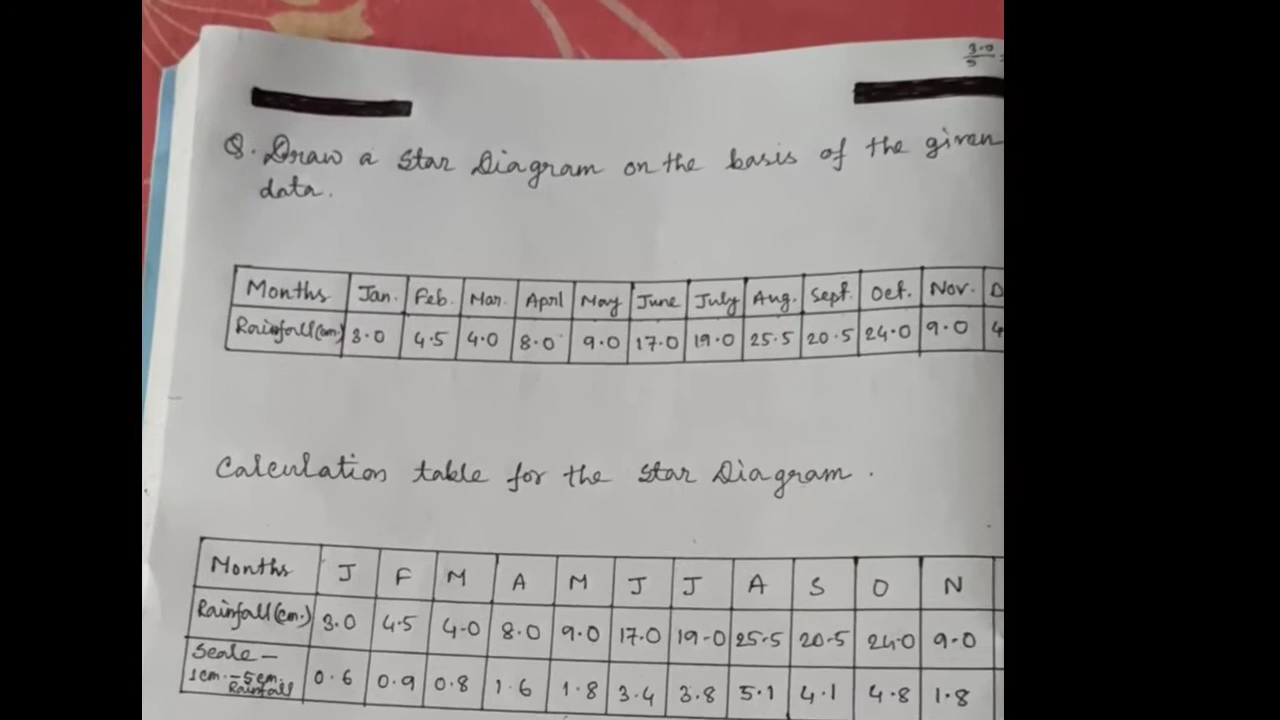 3.0
5
Q. Draw a Star Diagram on the basis of the given
data.
Months Jan. Feb. Mar. April May June July Aug. Sept. Oct. Nov. D
Rainfall(cm.) 3.0 4.5 4.0 8.0 9.0 17.0 19.0 25.5 20.5 24.0 9.0 4
Calculation table for the Star Diagram.
Months J F M A M J J A S O N
Rainfall(cm.) 3.0 4.5 4.0 8.0 9.0 17.0 19.0 25.5 20.5 24.0 9.0
Scale –
1cm. – 5cm. Rainfall 0.6 0.9 0.8 1.6 1.8 3.4 3.8 5.1 4.1 4.8 1.8